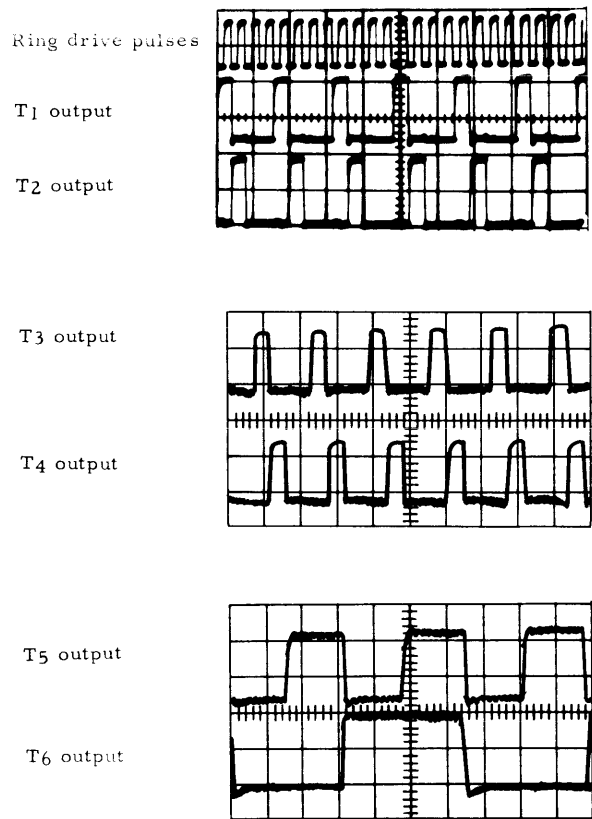 Ring drive pulses
T1 output
T2 output
T3 output
T4 output
T5 output
T6 output